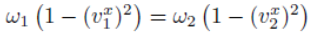 ω₁ (1 − (v₁ˣ)²) = ω₂ (1 − (v₂ˣ)²)